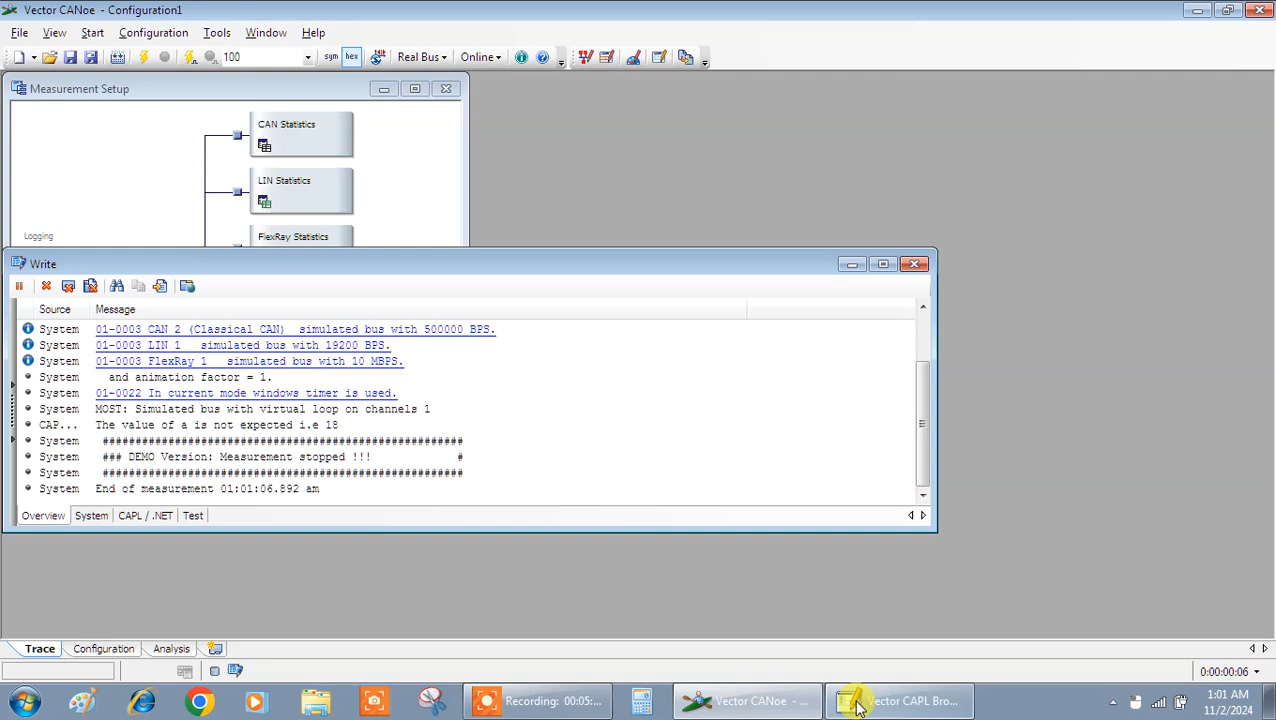 Vector CANoe - Configuration1
File View Start Configuration Tools Window Help
100 sym hex Real Bus Online
Measurement Setup
CAN Statistics
LIN Statistics
Logging
FlexRay Statistics
Write
Source Message
System 01-0003 CAN 2 (Classical CAN) simulated bus with 500000 BPS.
System 01-0003 LIN 1 simulated bus with 19200 BPS.
System 01-0003 FlexRay 1 simulated bus with 10 MBPS.
System and animation factor = 1.
System 01-0022 In current mode windows timer is used.
System MOST: Simulated bus with virtual loop on channels 1
CAP... The value of a is not expected i.e 18
System #######################################################
System ### DEMO Version: Measurement stopped !!! #
System #######################################################
System End of measurement 01:01:06.892 am
Overview System CAPL / .NET Test
Trace Configuration Analysis
0:00:00:06
Recording: 00:05:... Vector CANoe - ... Vector CAPL Bro...
1:01 AM
11/2/2024